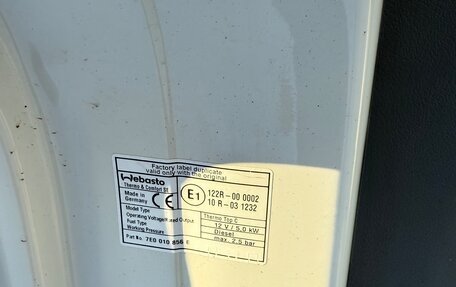 Factory label duplicate
valid only with the original
Webasto
Thermo & Comfort SE
Made in
Germany
CE
E1
122R - 00 0002
10 R - 03 1232
Model Type
Thermo Top C
Operating Voltage/Rated Output
12 V / 5,0 kW
Fuel Type
Diesel
Working Pressure
max. 2,5 bar
Part No. 7E0 010 856 E